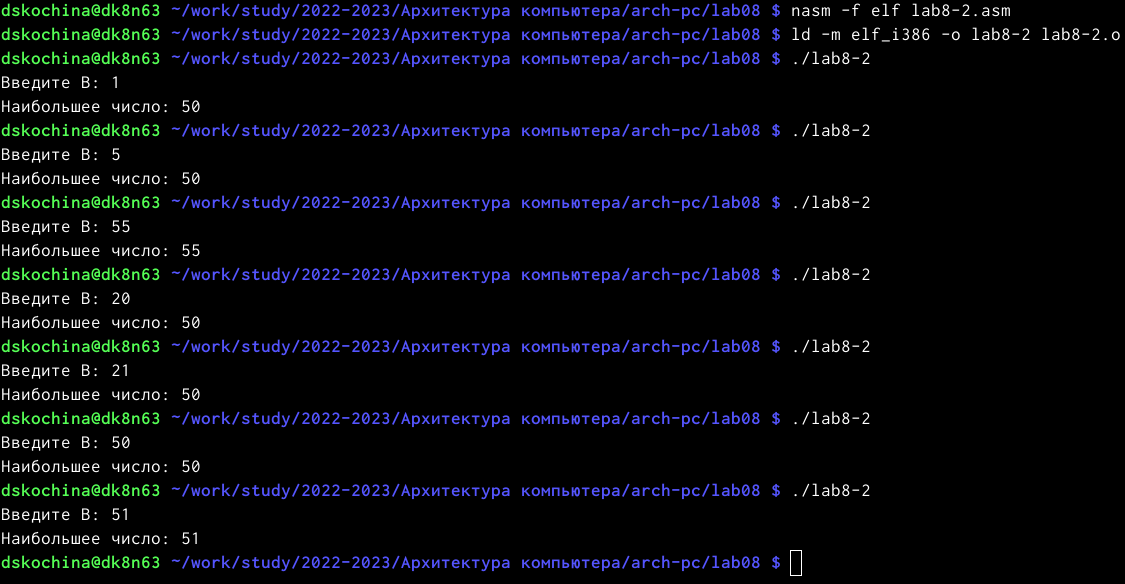 dskochina@dk8n63 ~/work/study/2022-2023/Архитектура компьютера/arch-pc/lab08 $ nasm -f elf lab8-2.asm
dskochina@dk8n63 ~/work/study/2022-2023/Архитектура компьютера/arch-pc/lab08 $ ld -m elf_i386 -o lab8-2 lab8-2.o
dskochina@dk8n63 ~/work/study/2022-2023/Архитектура компьютера/arch-pc/lab08 $ ./lab8-2
Введите B: 1
Наибольшее число: 50
dskochina@dk8n63 ~/work/study/2022-2023/Архитектура компьютера/arch-pc/lab08 $ ./lab8-2
Введите B: 5
Наибольшее число: 50
dskochina@dk8n63 ~/work/study/2022-2023/Архитектура компьютера/arch-pc/lab08 $ ./lab8-2
Введите B: 55
Наибольшее число: 55
dskochina@dk8n63 ~/work/study/2022-2023/Архитектура компьютера/arch-pc/lab08 $ ./lab8-2
Введите B: 20
Наибольшее число: 50
dskochina@dk8n63 ~/work/study/2022-2023/Архитектура компьютера/arch-pc/lab08 $ ./lab8-2
Введите B: 21
Наибольшее число: 50
dskochina@dk8n63 ~/work/study/2022-2023/Архитектура компьютера/arch-pc/lab08 $ ./lab8-2
Введите B: 50
Наибольшее число: 50
dskochina@dk8n63 ~/work/study/2022-2023/Архитектура компьютера/arch-pc/lab08 $ ./lab8-2
Введите B: 51
Наибольшее число: 51
dskochina@dk8n63 ~/work/study/2022-2023/Архитектура компьютера/arch-pc/lab08 $